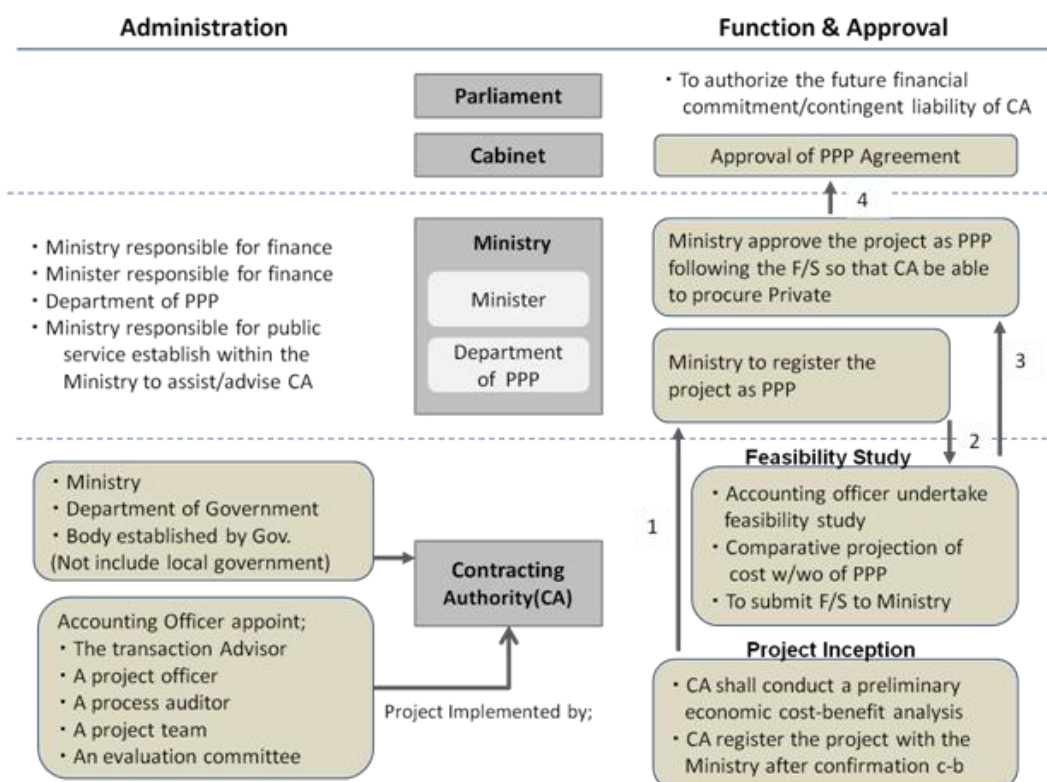 Administration
Function & Approval
Parliament
・To authorize the future financial
commitment/contingent liability of CA
Cabinet
Approval of PPP Agreement
4
・Ministry responsible for finance
・Minister responsible for finance
・Department of PPP
・Ministry responsible for public
service establish within the
Ministry to assist/advise CA
Ministry
Minister
Department
of PPP
Ministry approve the project as PPP
following the F/S so that CA be able
to procure Private
Ministry to register the
project as PPP
3
2
1
Feasibility Study
・Accounting officer undertake
feasibility study
・Comparative projection of
cost w/wo of PPP
・To submit F/S to Ministry
・Ministry
・Department of Government
・Body established by Gov.
(Not include local government)
Contracting
Authority(CA)
Accounting Officer appoint;
・The transaction Advisor
・A project officer
・A process auditor
・A project team
・An evaluation committee
Project Implemented by;
Project Inception
・CA shall conduct a preliminary
economic cost-benefit analysis
・CA register the project with the
Ministry after confirmation c-b